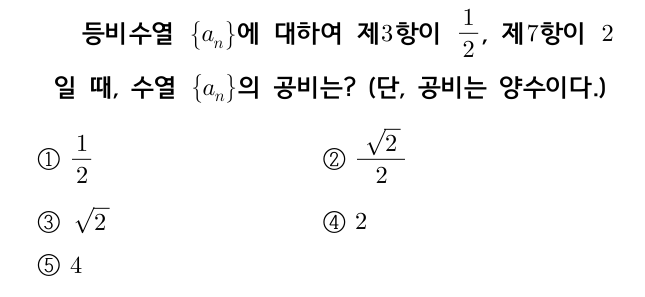 등비수열 $\{a_n\}$에 대하여 제3항이 $\frac{1}{2}$, 제7항이 2
일 때, 수열 $\{a_n\}$의 공비는? (단, 공비는 양수이다.)
① $\frac{1}{2}$ ② $\frac{\sqrt{2}}{2}$
③ $\sqrt{2}$ ④ 2
⑤ 4